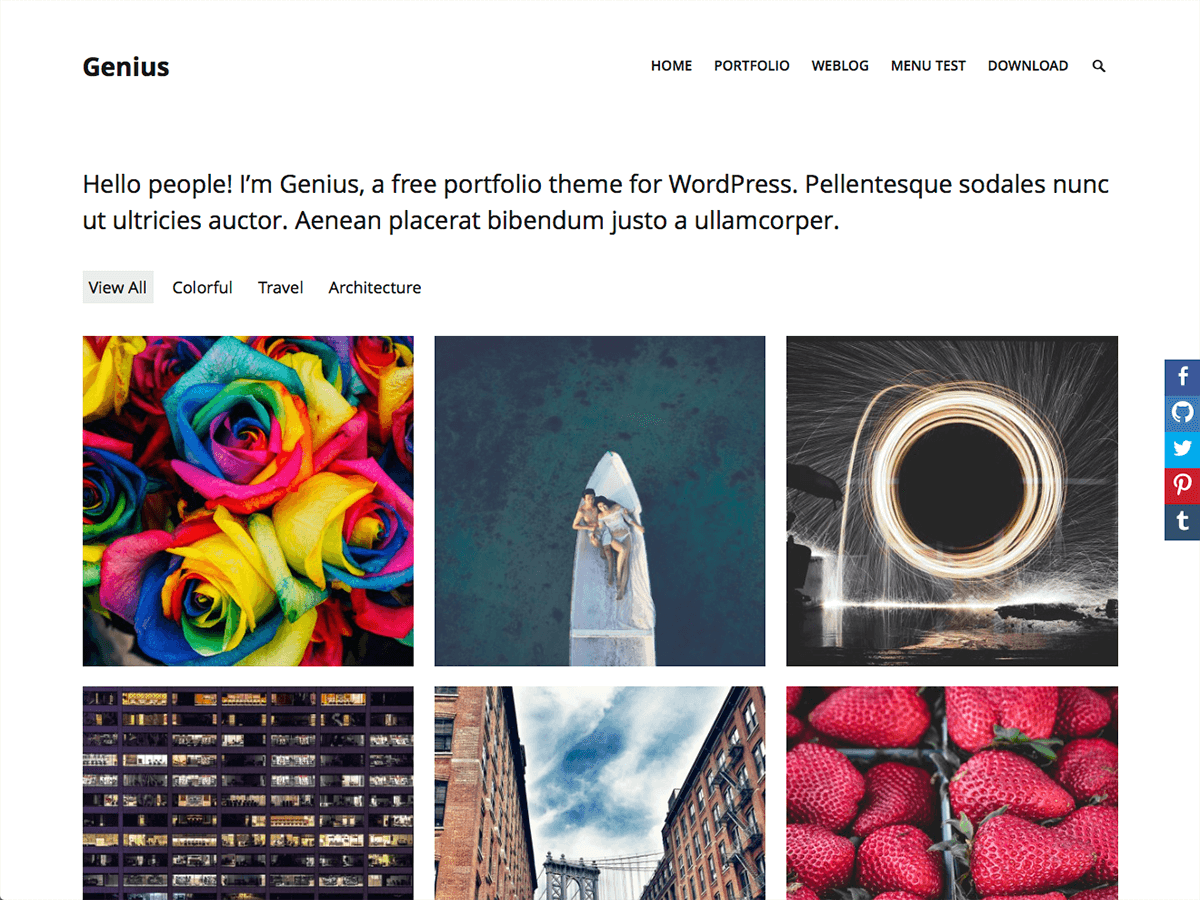 Genius
HOME PORTFOLIO WEBLOG MENU TEST DOWNLOAD
Hello people! I’m Genius, a free portfolio theme for WordPress. Pellentesque sodales nunc
ut ultricies auctor. Aenean placerat bibendum justo a ullamcorper.
View All Colorful Travel Architecture